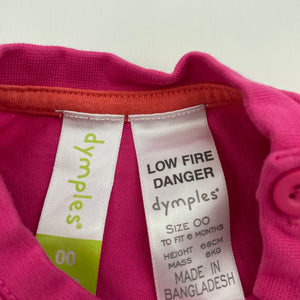 dymples
00
LOW FIRE
DANGER
dymples
SIZE 00
TO FIT 6 MONTHS
HEIGHT 68CM
MASS 8KG
MADE IN
BANGLADESH